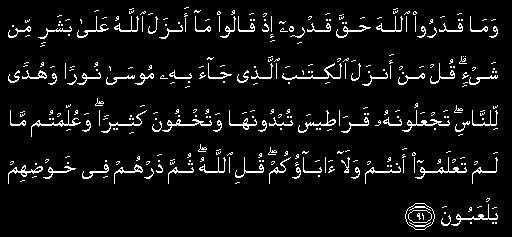 وَمَا قَدَرُوا۟ ٱللَّهَ حَقَّ قَدْرِهِۦٓ إِذْ قَالُوا۟ مَآ أَنزَلَ ٱللَّهُ عَلَىٰ بَشَرٍۢ مِّن
شَىْءٍۢ ۗ قُلْ مَنْ أَنزَلَ ٱلْكِتَـٰبَ ٱلَّذِى جَآءَ بِهِۦ مُوسَىٰ نُورًۭا وَهُدًۭى
لِّلنَّاسِ ۖ تَجْعَلُونَهُۥ قَرَاطِيسَ تُبْدُونَهَا وَتُخْفُونَ كَثِيرًۭا ۖ وَعُلِّمْتُم مَّا
لَمْ تَعْلَمُوٓا۟ أَنتُمْ وَلَآ ءَابَآؤُكُمْ ۖ قُلِ ٱللَّهُ ۖ ثُمَّ ذَرْهُمْ فِى خَوْضِهِمْ
يَلْعَبُونَ ٩١